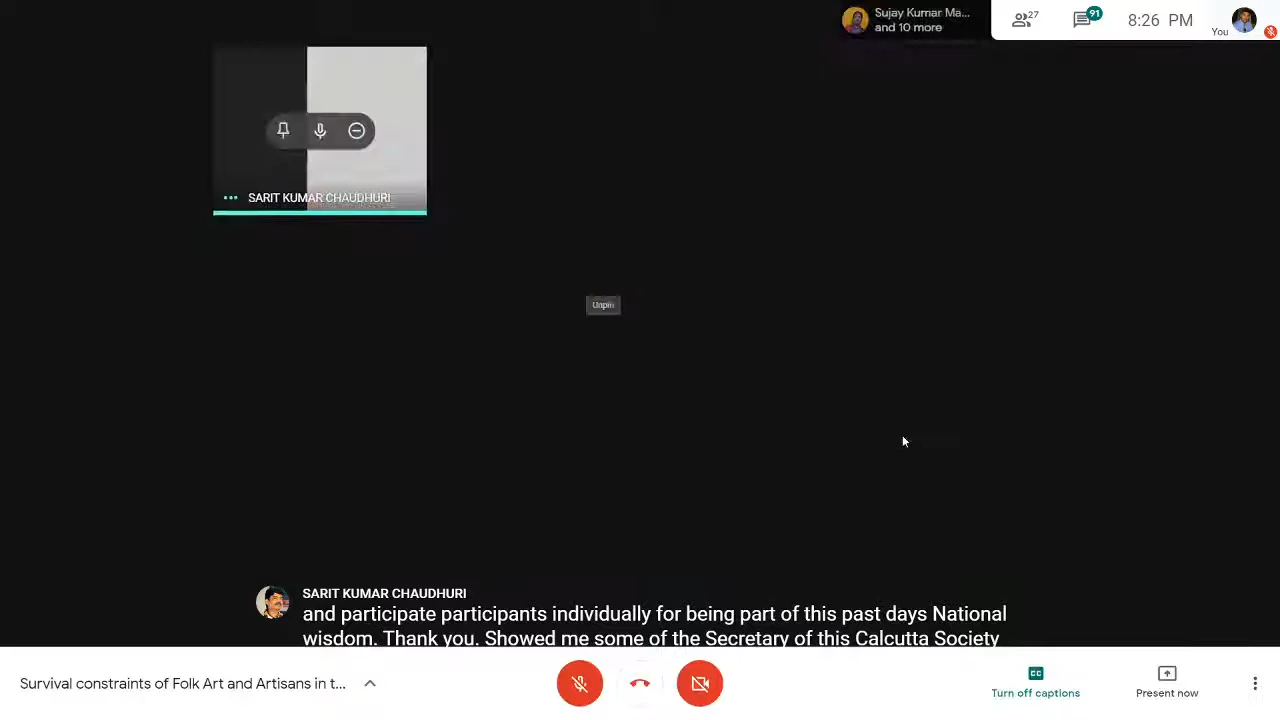 Sujay Kumar Ma...
and 10 more
27
91
8:26 PM
You
SARIT KUMAR CHAUDHURI
Unpin
SARIT KUMAR CHAUDHURI
and participate participants individually for being part of this past days National
wisdom. Thank you. Showed me some of the Secretary of this Calcutta Society
Survival constraints of Folk Art and Artisans in t...
CC
Turn off captions
Present now